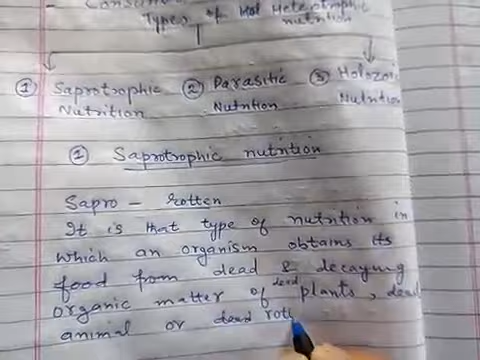 Types of Heterotrophic
nutrition
① Saprotrophic ② Parasitic ③ Holozoic
Nutrition Nutrition Nutrition
① Saprotrophic nutrition
Sapro - rotten
It is that type of nutrition in
which an organism obtains its
food from dead & decaying
organic matter of dead plants, dead
animal or dead rott